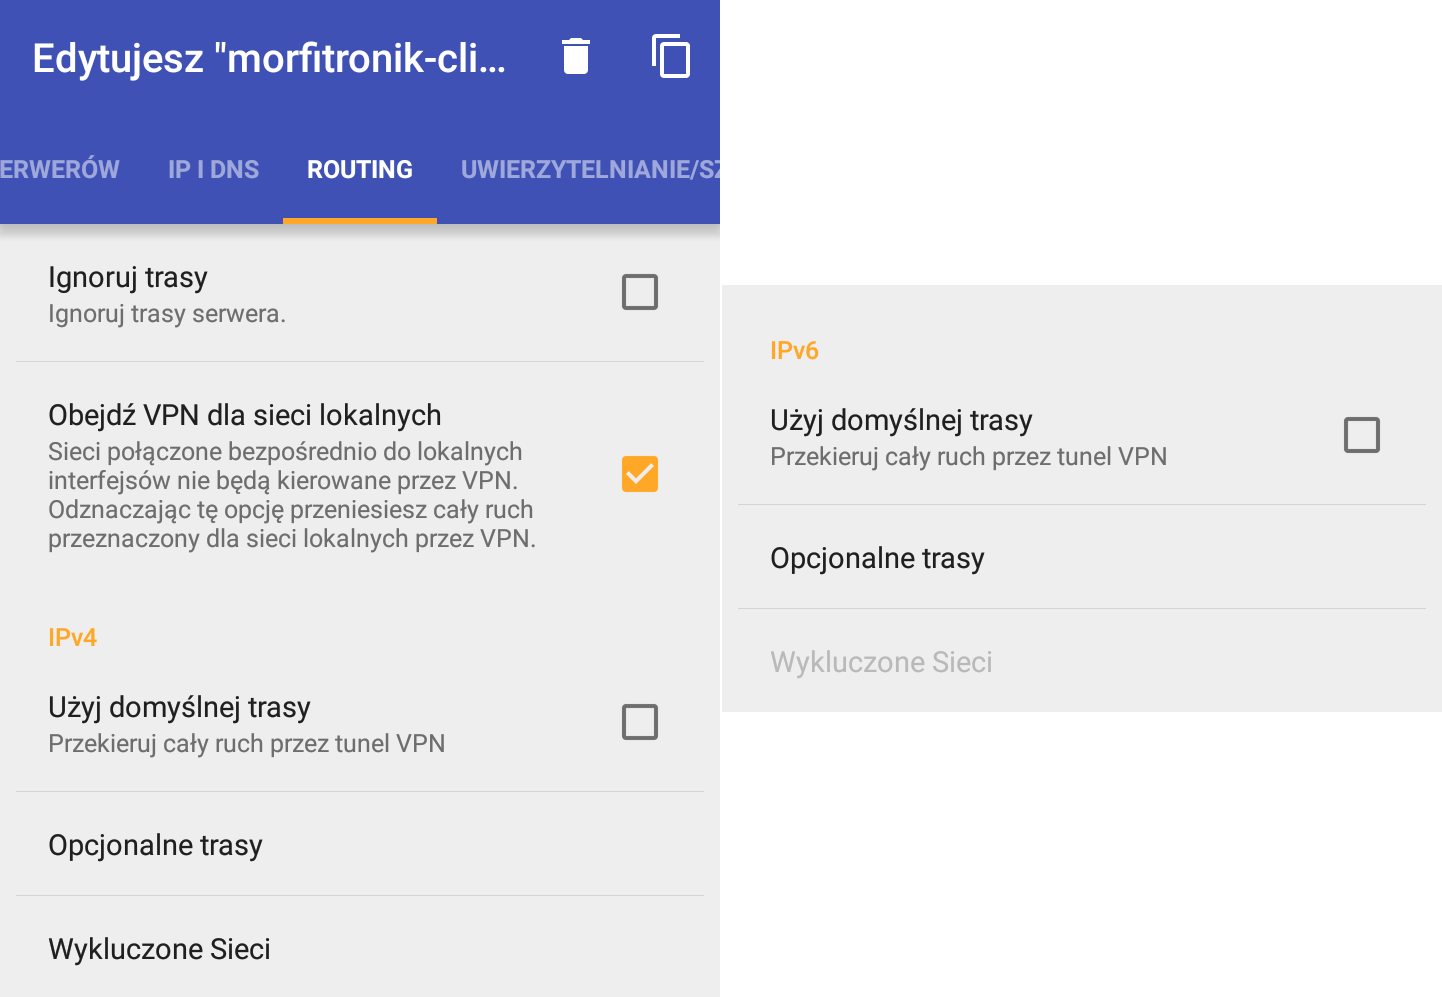 Edytujesz "morfitronik-cli...
ERWERÓW IP I DNS ROUTING UWIERZYTELNIANIE/SZ
Ignoruj trasy
Ignoruj trasy serwera.
Obejdź VPN dla sieci lokalnych
Sieci połączone bezpośrednio do lokalnych
interfejsów nie będą kierowane przez VPN.
Odznaczając tę opcję przeniesiesz cały ruch
przeznaczony dla sieci lokalnych przez VPN.
IPv4
Użyj domyślnej trasy
Przekieruj cały ruch przez tunel VPN
Opcjonalne trasy
Wykluczone Sieci
IPv6
Użyj domyślnej trasy
Przekieruj cały ruch przez tunel VPN
Opcjonalne trasy
Wykluczone Sieci